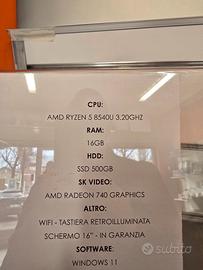 CPU:
AMD RYZEN 5 8540U 3.20GHZ
RAM:
16GB
HDD:
SSD 500GB
SK VIDEO:
AMD RADEON 740 GRAPHICS
ALTRO:
WIFI - TASTIERA RETROILLUMINATA
SCHERMO 16" - IN GARANZIA
SOFTWARE:
WINDOWS 11
subito